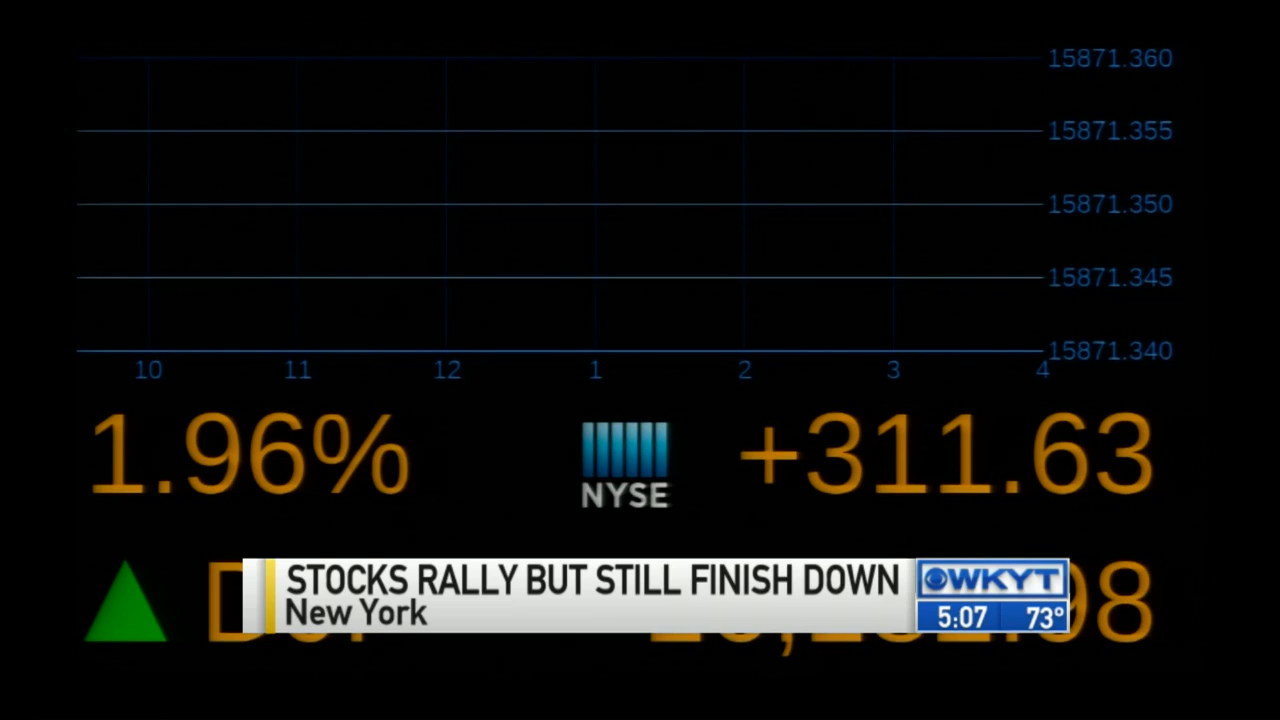 15871.360
15871.355
15871.350
15871.345
15871.340
10 11 12 1 2 3 4
1.96% NYSE +311.63
STOCKS RALLY BUT STILL FINISH DOWN
New York
WKYT
5:07 73°